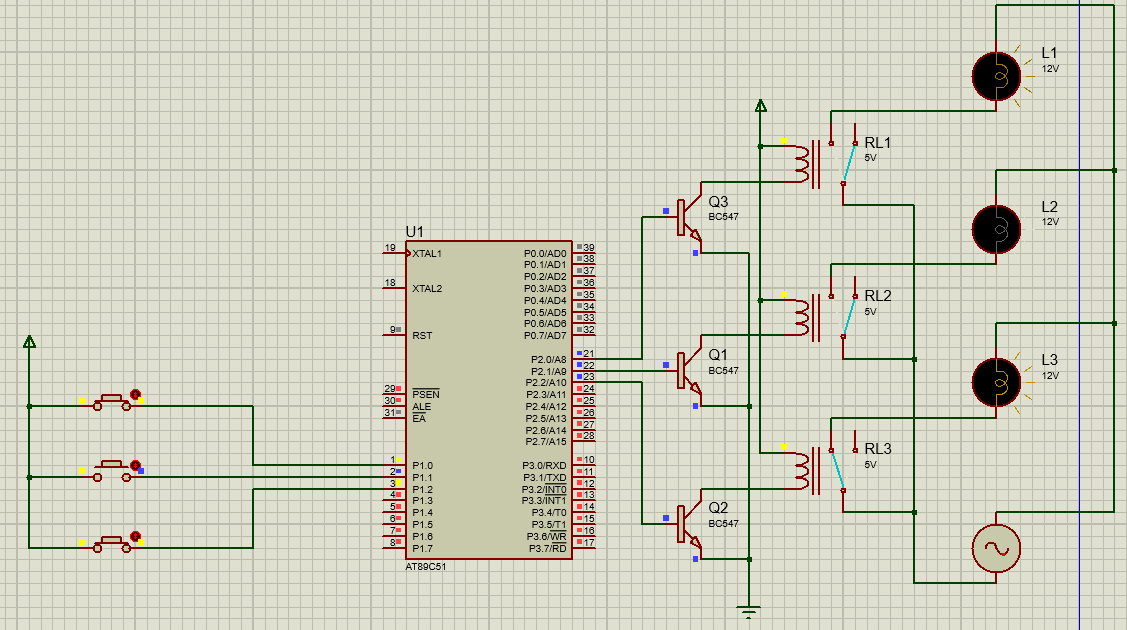 L1
12V
RL1
5V
Q3
BC547
L2
12V
U1
19
XTAL1
18
XTAL2
9
RST
29
PSEN
30
ALE
31
EA
1
P1.0
2
P1.1
3
P1.2
4
P1.3
5
P1.4
6
P1.5
7
P1.6
8
P1.7
P0.0/AD0
39
P0.1/AD1
38
P0.2/AD2
37
P0.3/AD3
36
P0.4/AD4
35
P0.5/AD5
34
P0.6/AD6
33
P0.7/AD7
32
P2.0/A8
21
P2.1/A9
22
P2.2/A10
23
P2.3/A11
24
P2.4/A12
25
P2.5/A13
26
P2.6/A14
27
P2.7/A15
28
P3.0/RXD
10
P3.1/TXD
11
P3.2/INT0
12
P3.3/INT1
13
P3.4/T0
14
P3.5/T1
15
P3.6/WR
16
P3.7/RD
17
AT89C51
RL2
5V
Q1
BC547
L3
12V
RL3
5V
Q2
BC547